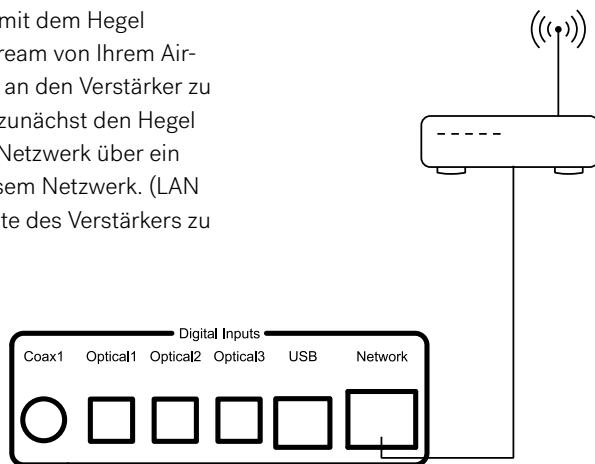 mit dem Hegel
ream von Ihrem Air-
an den Verstärker zu
zunächst den Hegel
Netzwerk über ein
sem Netzwerk. (LAN
te des Verstärkers zu
Digital Inputs
Coax1 Optical1 Optical2 Optical3 USB Network